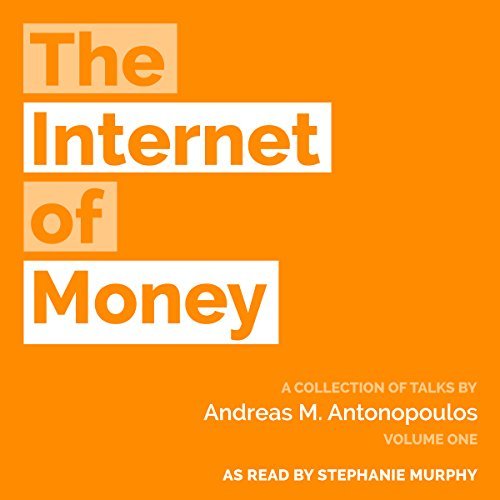 The
Internet
of
Money
A COLLECTION OF TALKS BY
Andreas M. Antonopoulos
VOLUME ONE
AS READ BY STEPHANIE MURPHY